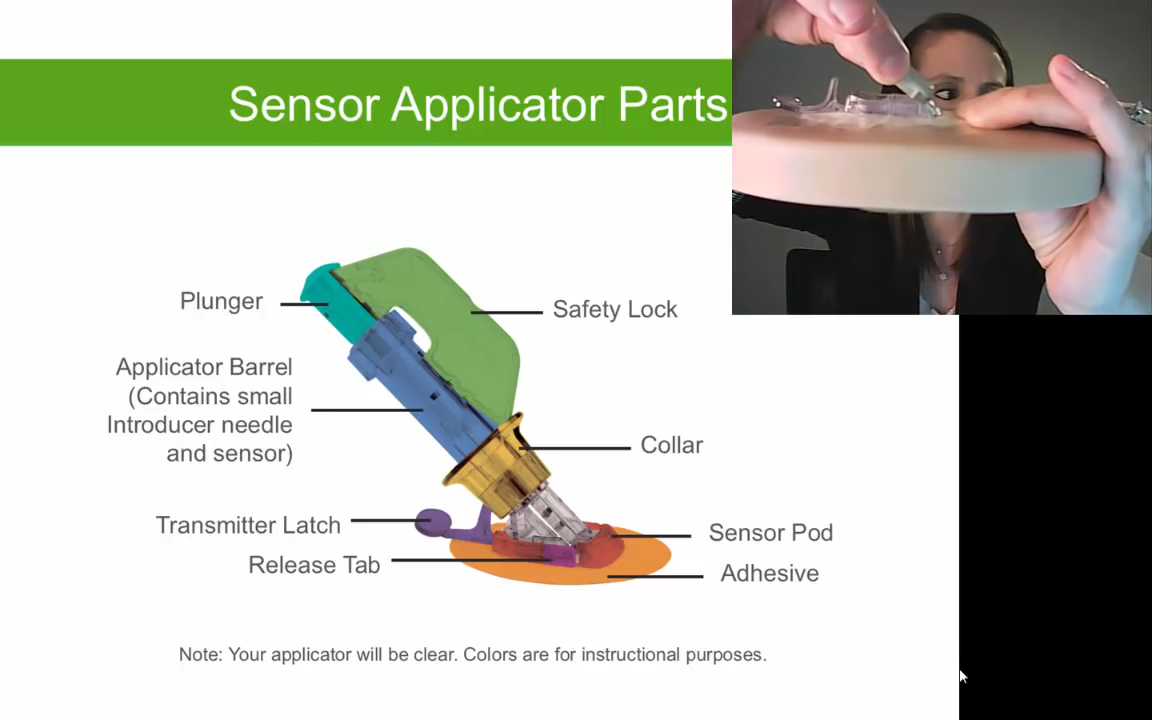 Sensor Applicator Parts
Plunger
Safety Lock
Applicator Barrel
(Contains small
Introducer needle
and sensor)
Collar
Transmitter Latch
Sensor Pod
Release Tab
Adhesive
Note: Your applicator will be clear. Colors are for instructional purposes.